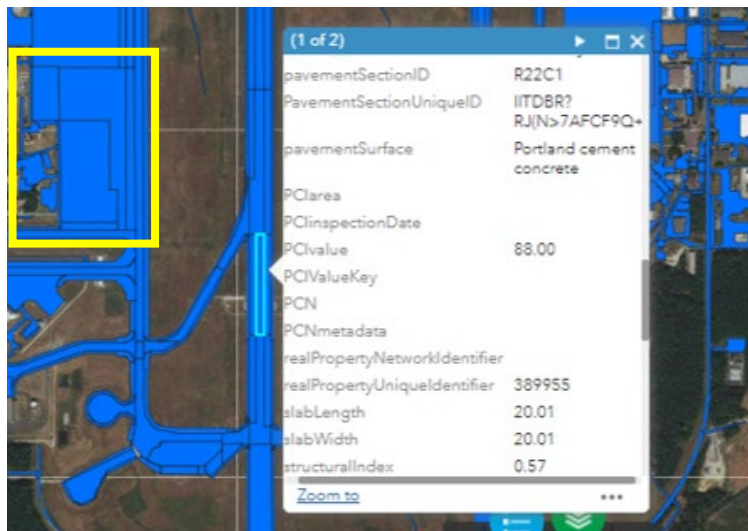 (1 of 2)
pavementSectionID R22C1
PavementSectionUniqueID IITDBR?
RJ(N>7AFCF9Q+
pavementSurface Portland cement
concrete
PCIarea
PCIinspectionDate
PCIvalue 88.00
PCIValueKey
PCN
PCNmetadata
realPropertyNetworkIdentifier
realPropertyUniqueIdentifier 389955
slabLength 20.01
slabWidth 20.01
structuralIndex 0.57
Zoom to